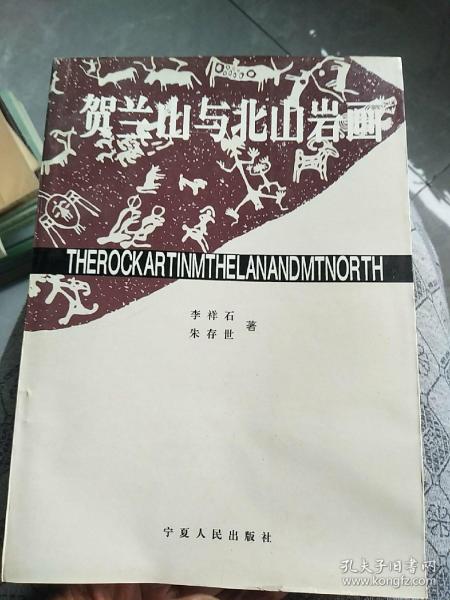 贺兰山与北山岩画
THEROCKARTINMTHELANANDMTNORTH
李祥石
朱存世
著
宁夏人民出版社
孔夫子旧书网
www.kongfz.com